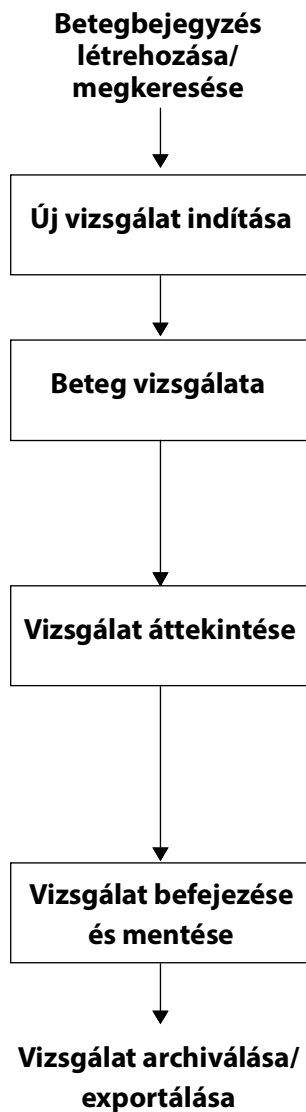 Betegbejegyzés
létrehozása/
megkeresése
Új vizsgálat indítása
Beteg vizsgálata
Vizsgálat áttekintése
Vizsgálat befejezése
és mentése
Vizsgálat archiválása/
exportálása